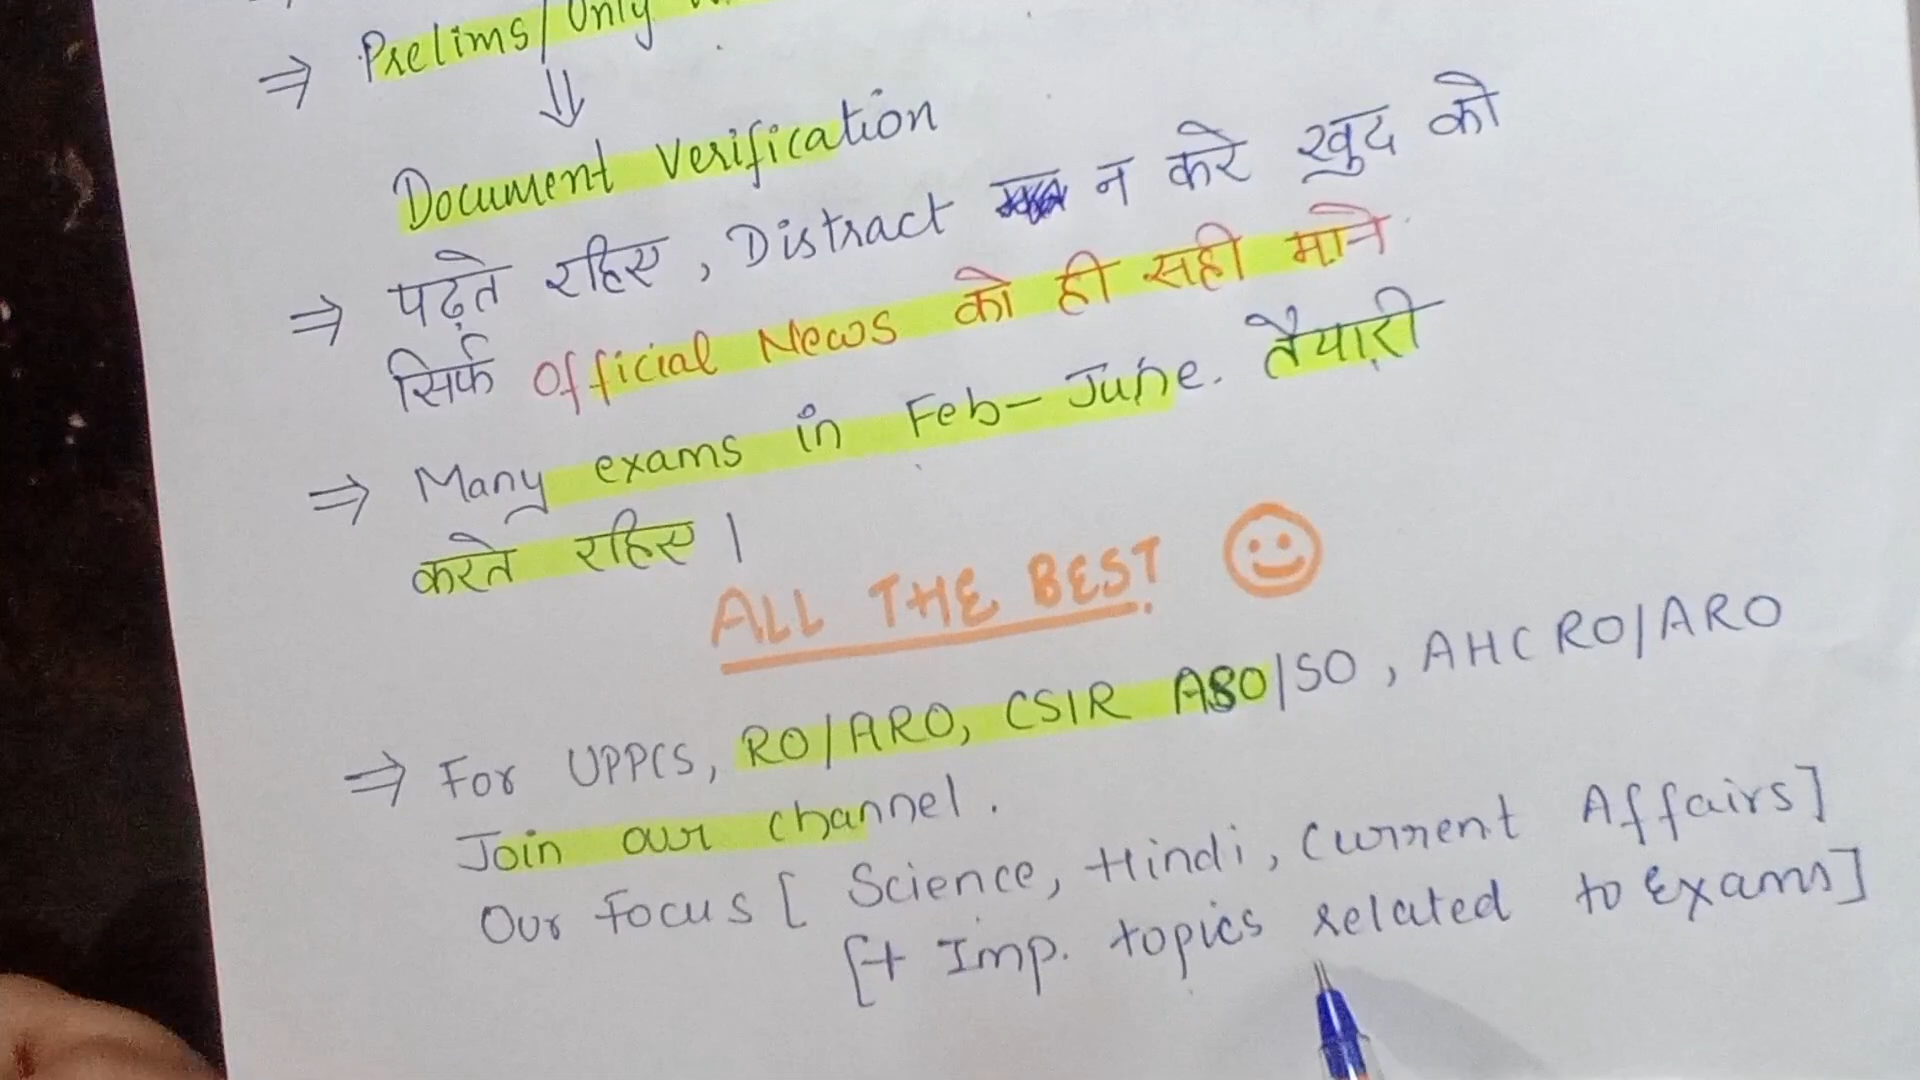 ⇒ Prelims/Only
⇓
Document Verification
⇒ पढ़ते रहिए, Distract न करे खुद को
सिर्फ Official News को ही सही माने
⇒ Many exams in Feb-June. तैयारी
करते रहिए।
ALL THE BEST
⇒ For UPPCS, RO/ARO, CSIR ASO/SO, AHC RO/ARO
Join our channel.
Our Focus [ Science, Hindi, Current Affairs]
[+ Imp. topics related to Exams]